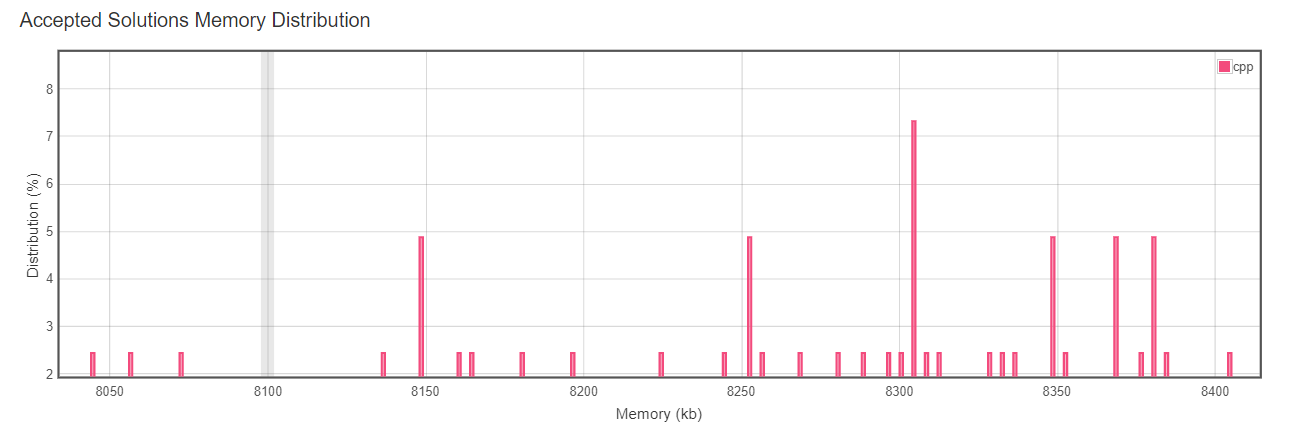 Accepted Solutions Memory Distribution
cpp
Distribution (%)
8
7
6
5
4
3
2
8050 8100 8150 8200 8250 8300 8350 8400
Memory (kb)